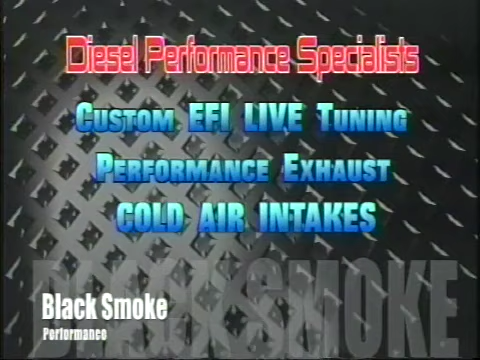 Diesel Performance Specialists
CUSTOM EFI LIVE TUNING
PERFORMANCE EXHAUST
COLD AIR INTAKES
BLACK SMOKE
Black Smoke
Performance